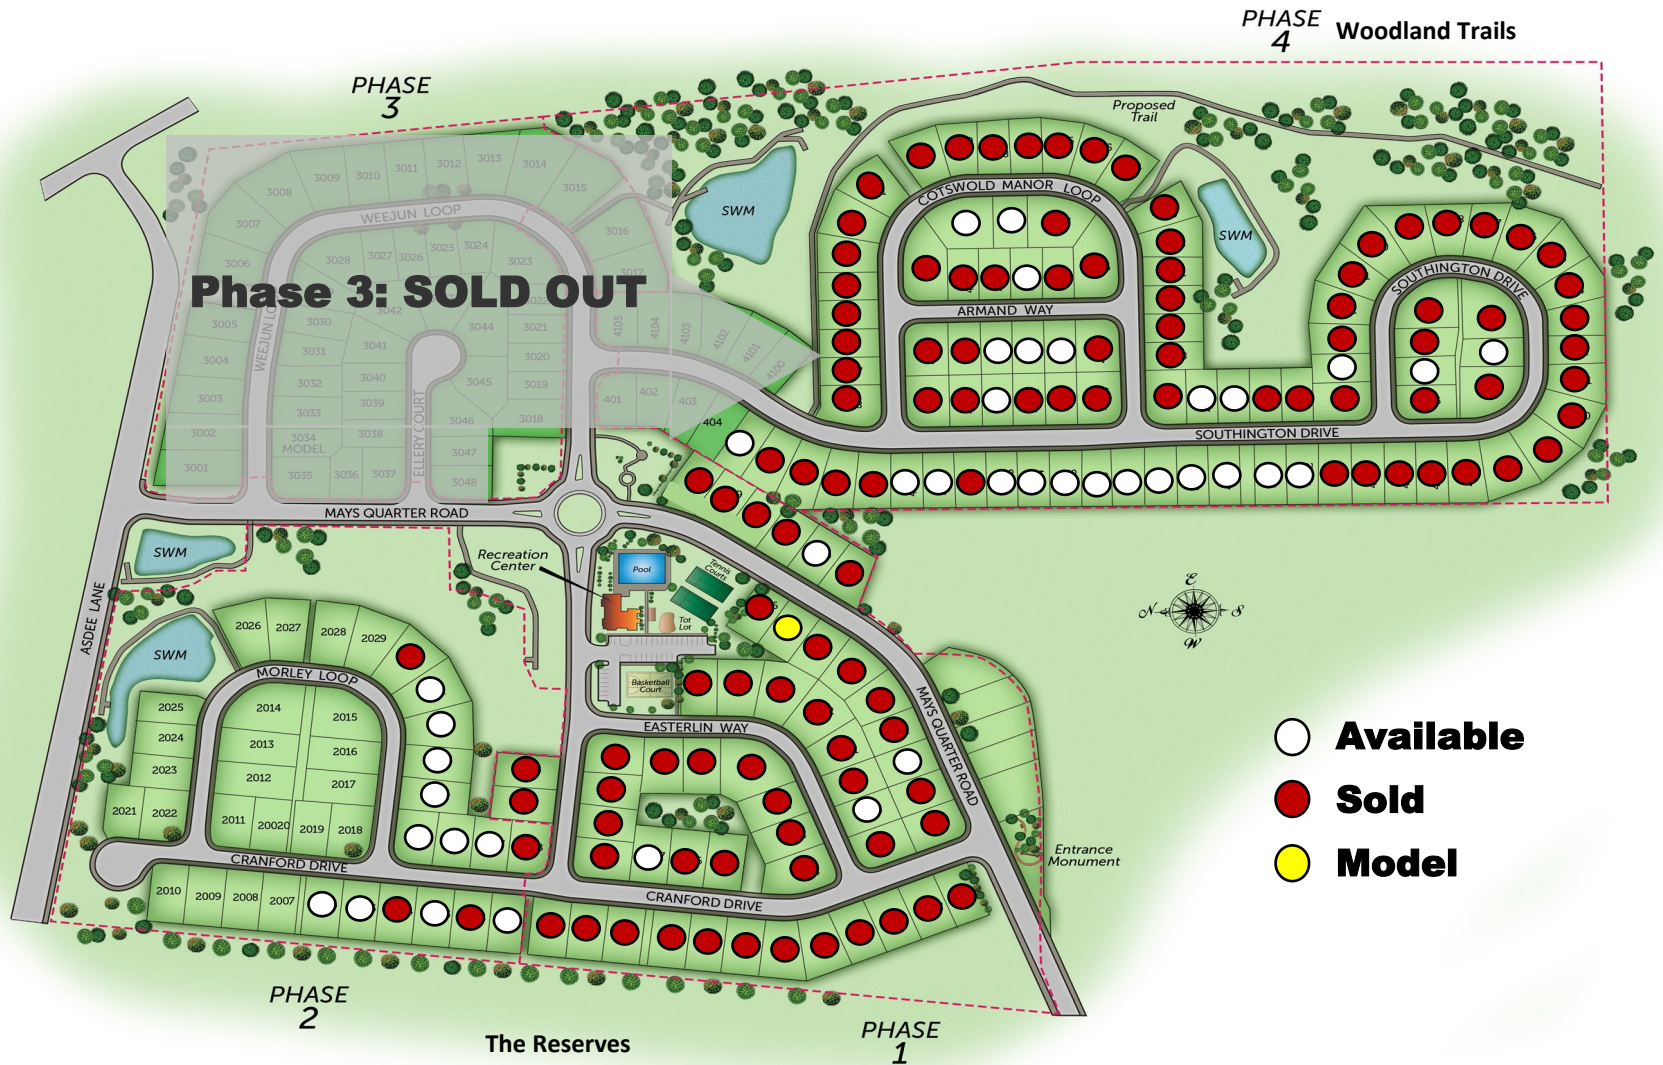 PHASE
4
Woodland Trails
PHASE
3
Proposed
Trail
3009
3010
3011
3012
3013
3014
3008
3015
COTSWOLD MANOR LOOP
3007
WEEJUN LOOP
SWM
3016
SWM
3028
3027
3026
3025
3024
3023
3006
3017
SOUTHINGTON DRIVE
Phase 3: SOLD OUT
WEEJUN LO
3042
ARMAND WAY
3005
3030
3044
3021
4105
4104
4103
4102
4101
4100
3004
3031
3041
3020
3032
3040
3045
3019
3003
3033
3039
401
402
403
3046
3018
404
3002
3034
MODEL
3038
SOUTHINGTON DRIVE
3001
3035
3036
3037
ELLERY COURT
3047
3048
MAYS QUARTER ROAD
SWM
Recreation
Center
Pool
Tennis
Courts
Tot
Lot
E
N
S
W
ASDEE LANE
2026
2027
2028
2029
SWM
MORLEY LOOP
Basketball
Court
MAYS QUARTER ROAD
2025
2014
2015
EASTERLIN WAY
2024
2013
2016
2023
2012
2017
2021
2022
2011
20020
2019
2018
Available
Sold
Model
Entrance
Monument
CRANFORD DRIVE
2010
2009
2008
2007
CRANFORD DRIVE
PHASE
2
The Reserves
PHASE
1